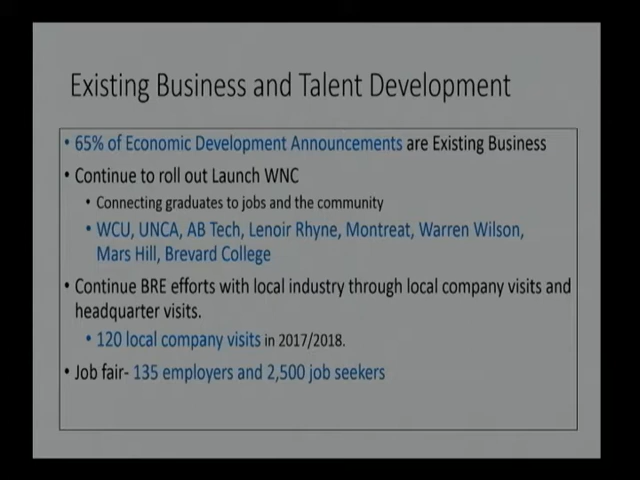 Existing Business and Talent Development
• 65% of Economic Development Announcements are Existing Business
• Continue to roll out Launch WNC
• Connecting graduates to jobs and the community
• WCU, UNCA, AB Tech, Lenoir Rhyne, Montreat, Warren Wilson,
Mars Hill, Brevard College
• Continue BRE efforts with local industry through local company visits and
headquarter visits.
• 120 local company visits in 2017/2018.
• Job fair- 135 employers and 2,500 job seekers